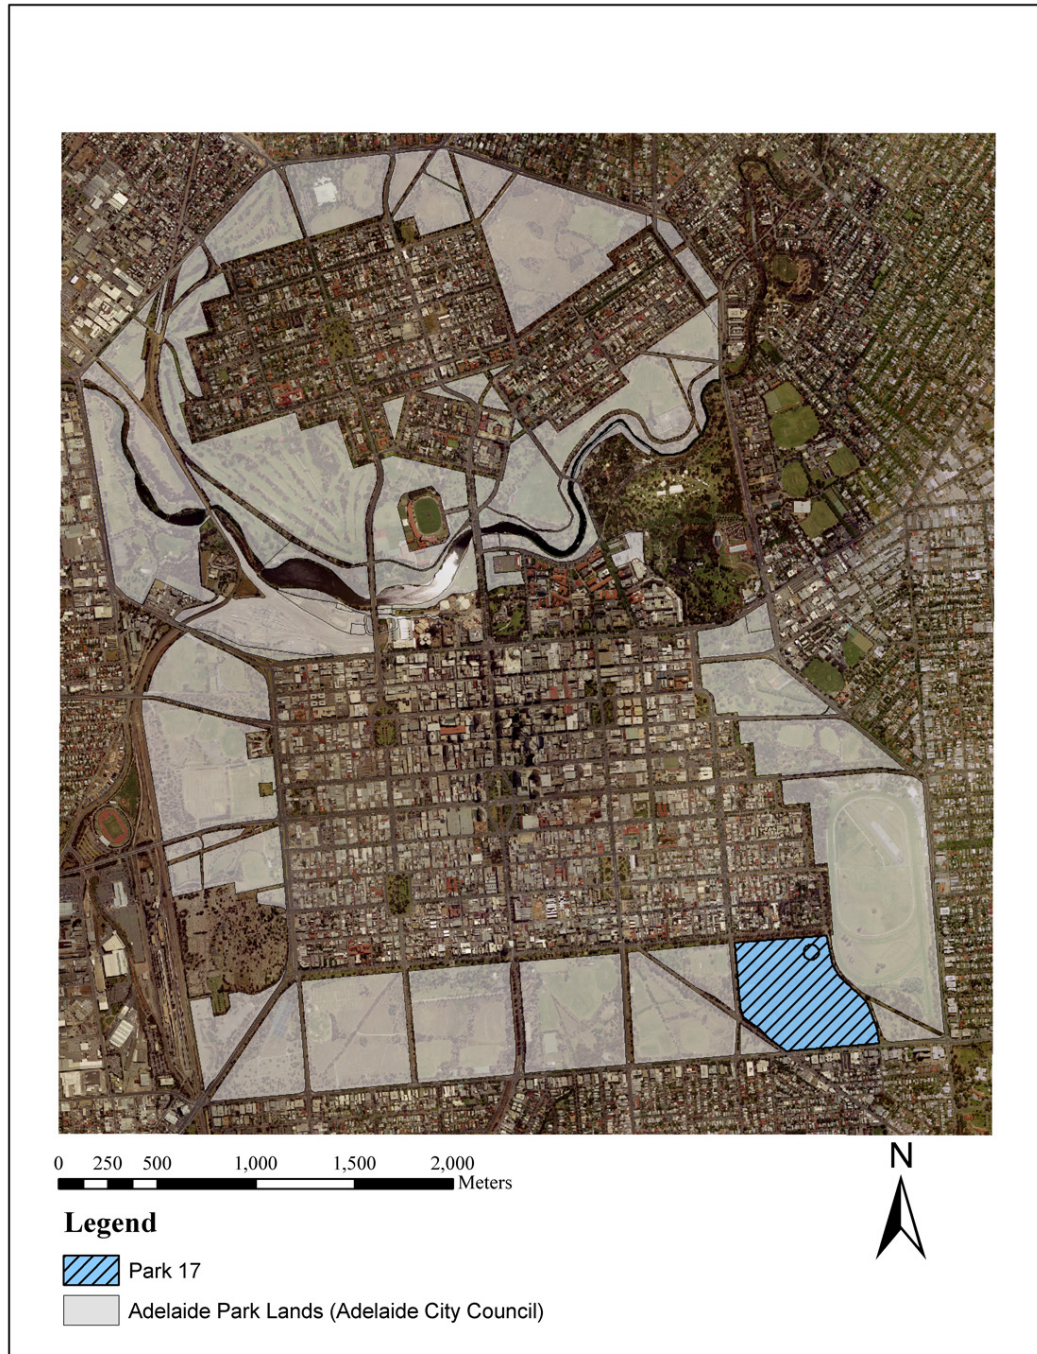 0 250 500 1,000 1,500 2,000
Meters
N
Legend
Park 17
Adelaide Park Lands (Adelaide City Council)